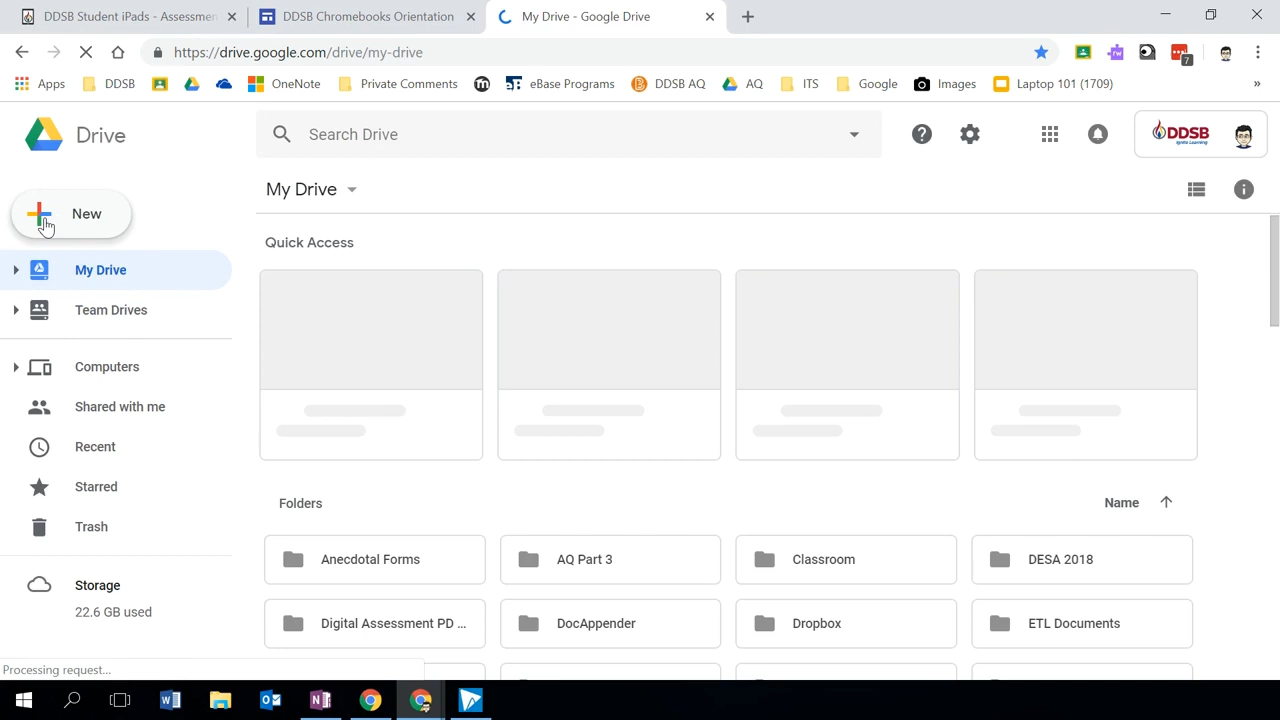 DDSB Student iPads - Assessmen
DDSB Chromebooks Orientation
My Drive - Google Drive
https://drive.google.com/drive/my-drive
7
Apps
DDSB
OneNote
Private Comments
eBase Programs
DDSB AQ
AQ
ITS
Google
Images
Laptop 101 (1709)
»
Drive
Search Drive
DDSB
Ignite Learning
New
My Drive
My Drive
Team Drives
Computers
Shared with me
Recent
Starred
Trash
Storage
22.6 GB used
Quick Access
Folders
Name
Anecdotal Forms
AQ Part 3
Classroom
DESA 2018
Digital Assessment PD ...
DocAppender
Dropbox
ETL Documents
Processing request...